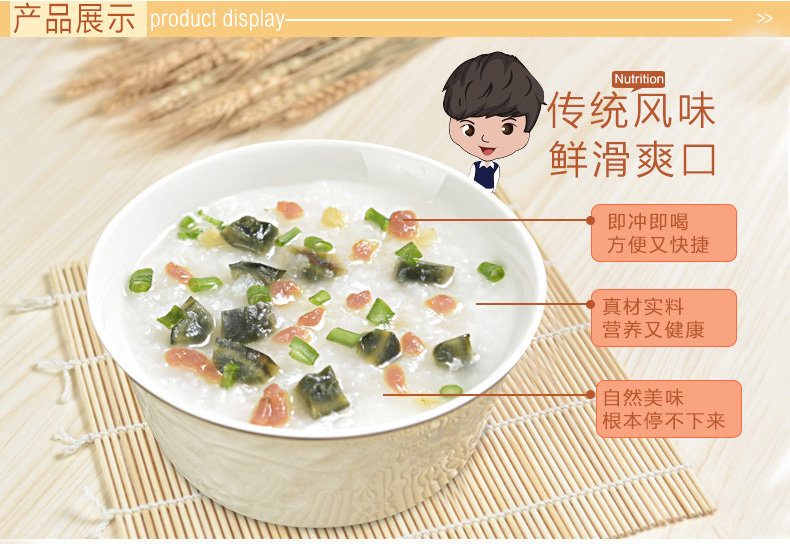 产品展示 product display >>
Nutrition
传统风味
鲜滑爽口
即冲即喝
方便又快捷
真材实料
营养又健康
自然美味
根本停不下来